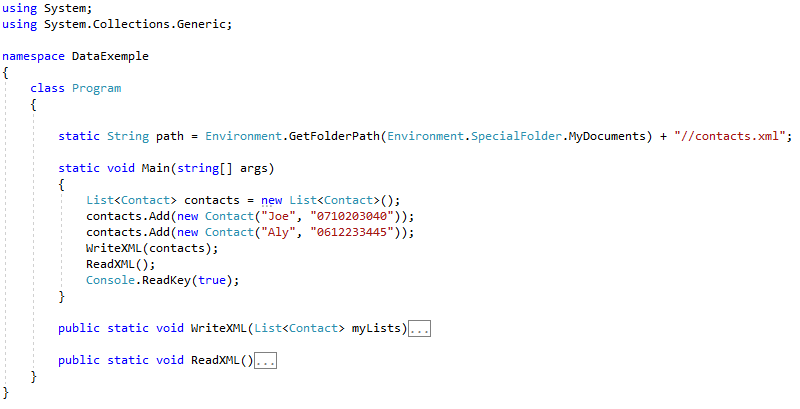 using System;
using System.Collections.Generic;

namespace DataExemple
{
    class Program
    {

        static String path = Environment.GetFolderPath(Environment.SpecialFolder.MyDocuments) + "//contacts.xml";

        static void Main(string[] args)
        {
            List<Contact> contacts = new List<Contact>();
            contacts.Add(new Contact("Joe", "0710203040"));
            contacts.Add(new Contact("Aly", "0612233445"));
            WriteXML(contacts);
            ReadXML();
            Console.ReadKey(true);
        }

        public static void WriteXML(List<Contact> myLists)...

        public static void ReadXML()...
    }
}